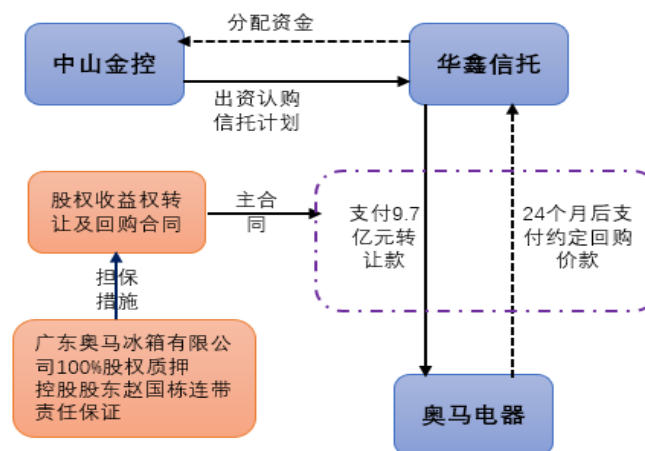 分配资金
中山金控
华鑫信托
出资认购
信托计划
股权收益权转
让及回购合同
主合
同
支付9.7
亿元转
让款
24个月后支
付约定回购
价款
担保
措施
广东奥马冰箱有限公
司100%股权质押
控股股东赵国栋连带
责任保证
奥马电器